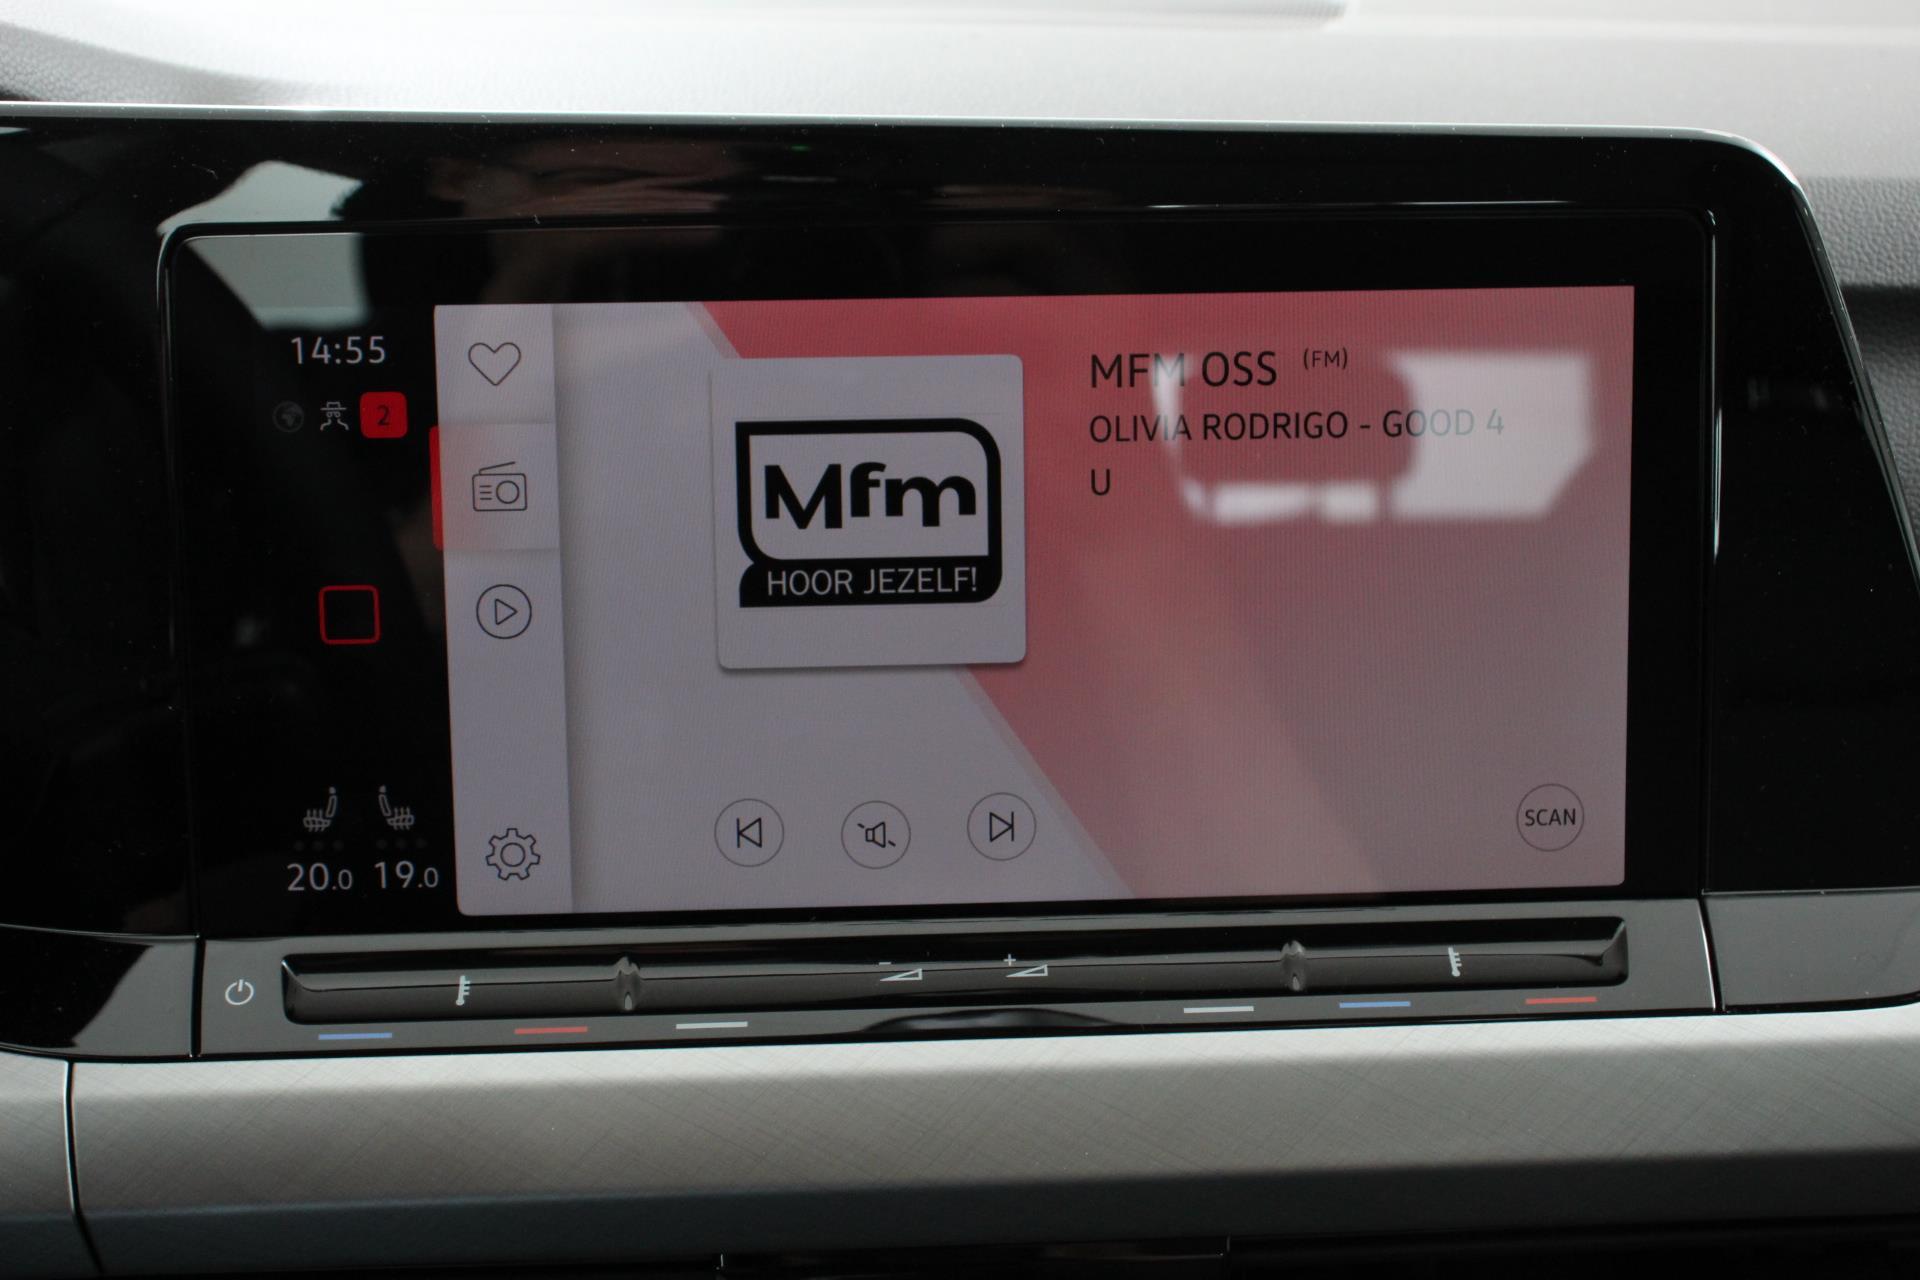 14:55
2
MFM OSS (FM)
OLIVIA RODRIGO - GOOD 4
U
Mfm
HOOR JEZELF!
SCAN
20.0 19.0
- +